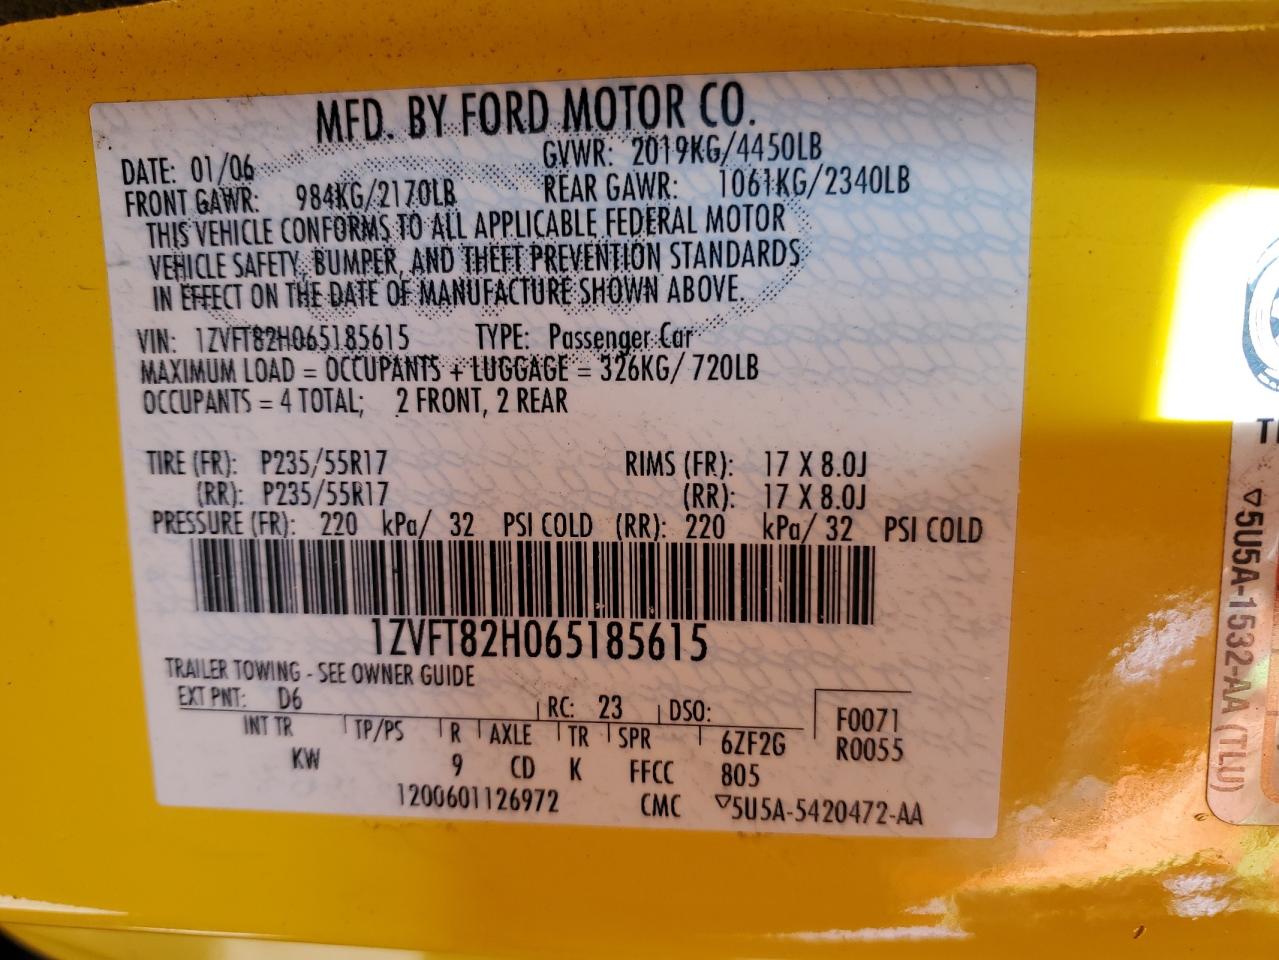 MFD. BY FORD MOTOR CO.
DATE: 01/06 GVWR: 2019KG/4450LB
FRONT GAWR: 984KG/2170LB REAR GAWR: 1061KG/2340LB
THIS VEHICLE CONFORMS TO ALL APPLICABLE FEDERAL MOTOR
VEHICLE SAFETY, BUMPER, AND THEFT PREVENTION STANDARDS
IN EFFECT ON THE DATE OF MANUFACTURE SHOWN ABOVE.
VIN: 1ZVFT82H065185615 TYPE: Passenger Car
MAXIMUM LOAD = OCCUPANTS + LUGGAGE = 326KG/ 720LB
OCCUPANTS = 4 TOTAL; 2 FRONT, 2 REAR
TIRE (FR): P235/55R17 RIMS (FR): 17 X 8.0J
(RR): P235/55R17 (RR): 17 X 8.0J
PRESSURE (FR): 220 kPa/ 32 PSI COLD (RR): 220 kPa/ 32 PSI COLD
1ZVFT82H065185615
TRAILER TOWING - SEE OWNER GUIDE
EXT PNT: D6 RC: 23 DSO: F0071
INT TR TP/PS R AXLE TR SPR 6ZF2G R0055
KW 9 CD K FFCC 805
1200601126972 CMC ▽5U5A-5420472-AA
▽5U5A-1532-AA (TLU)